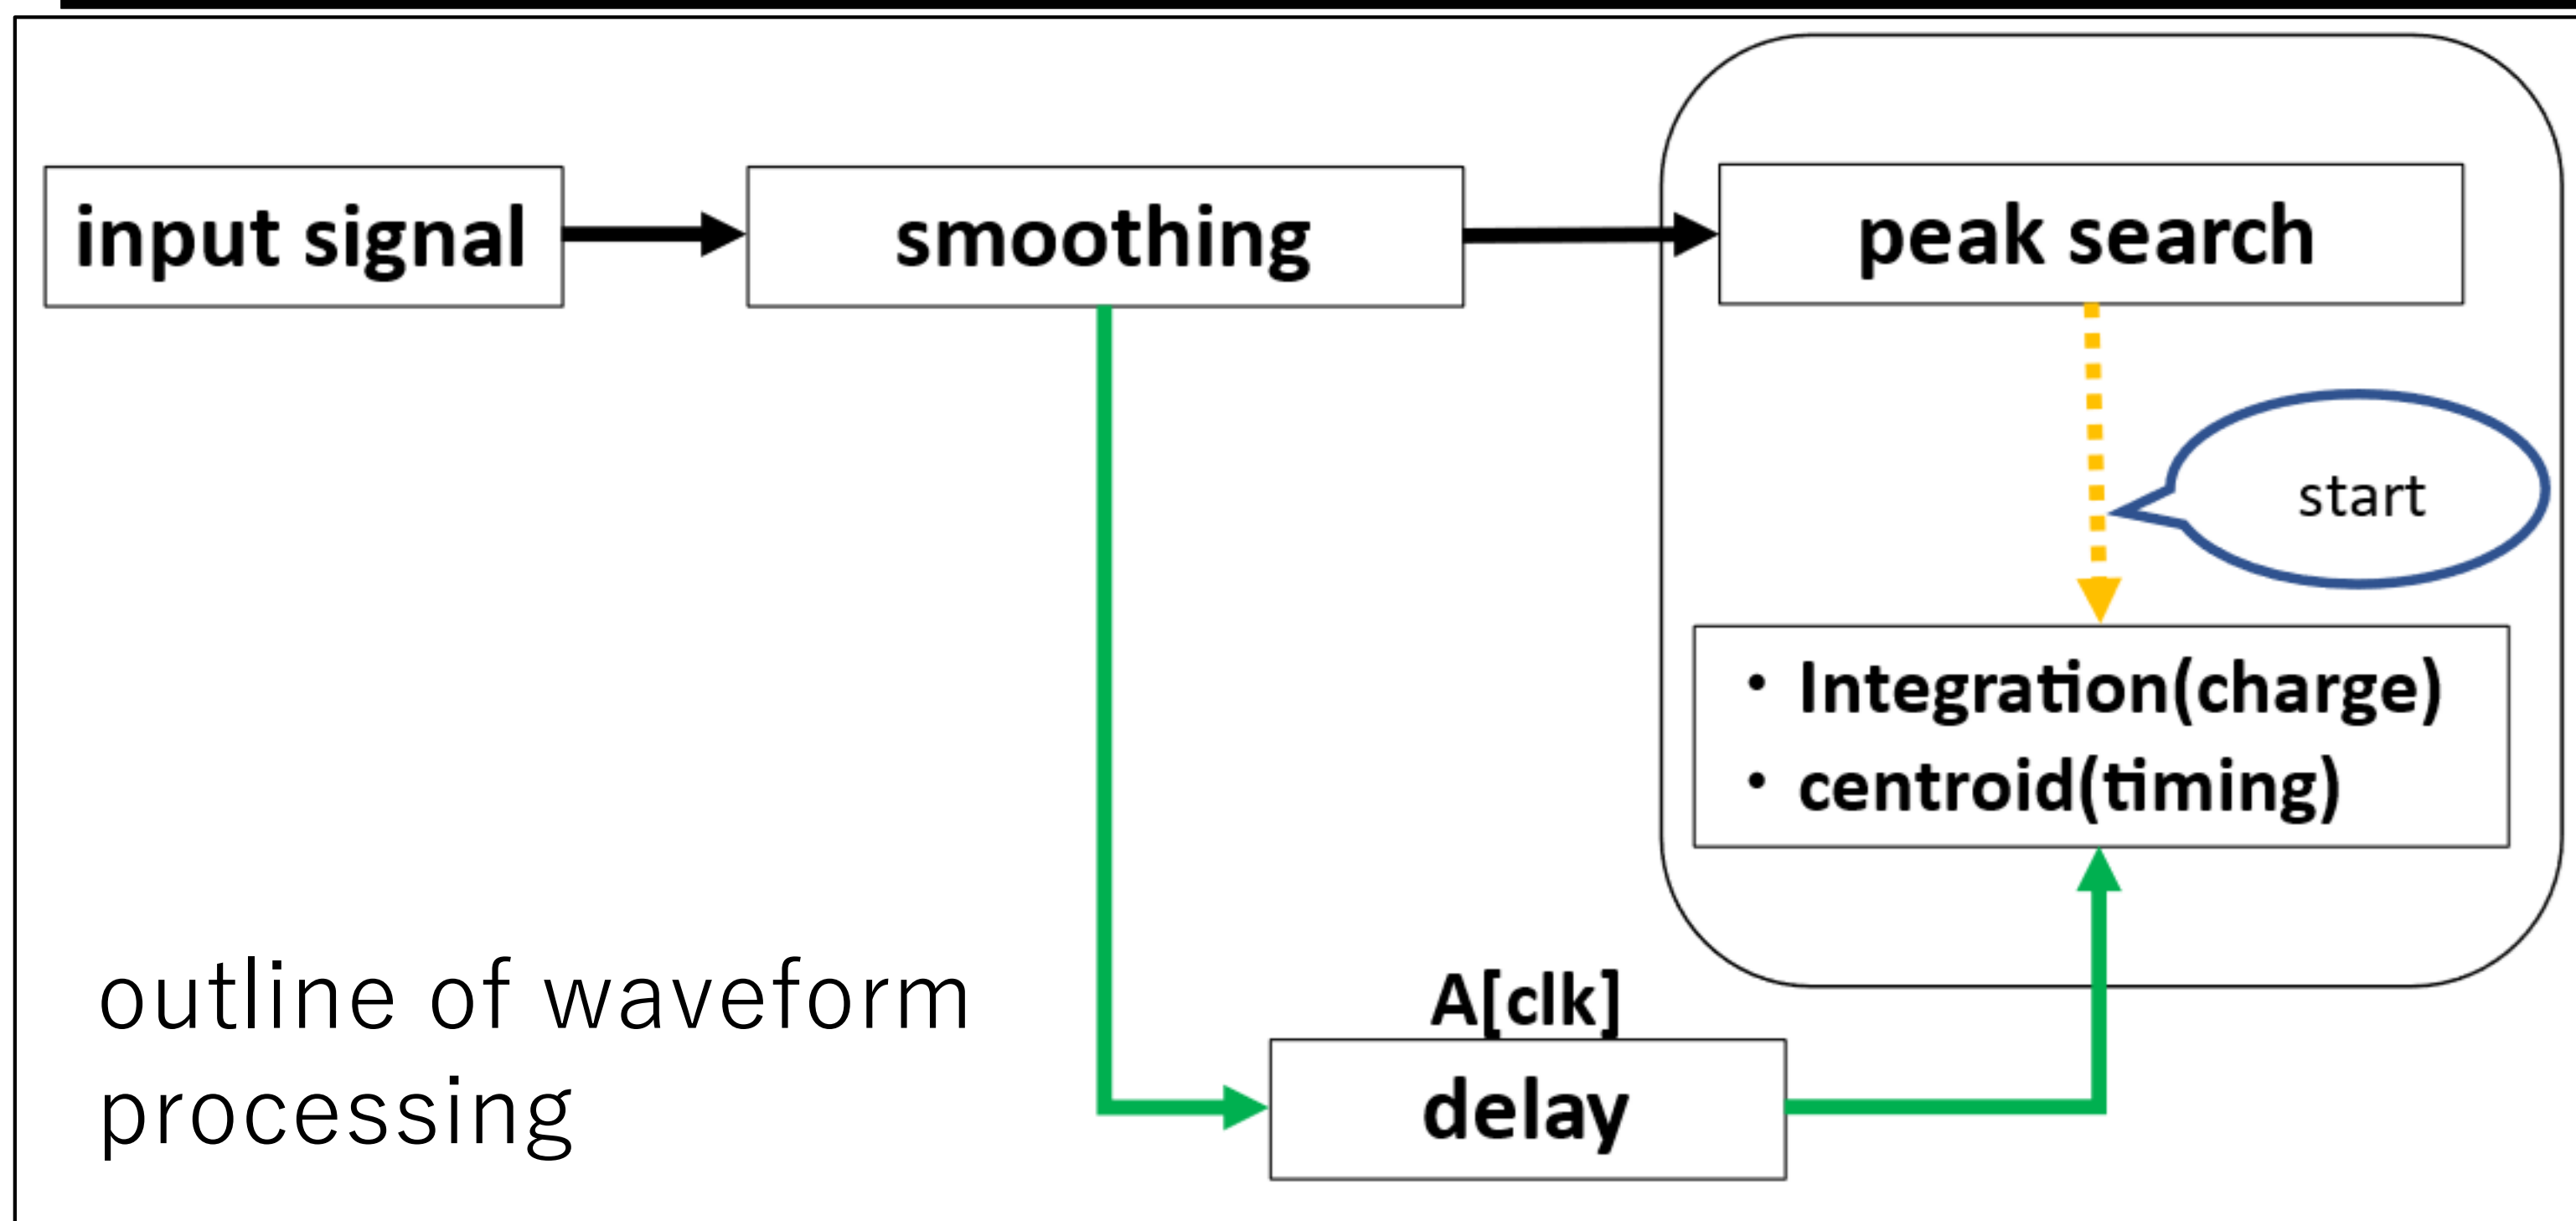 input signal
smoothing
peak search
start
・Integration(charge)
・centroid(timing)
A[clk]
delay
outline of waveform
processing